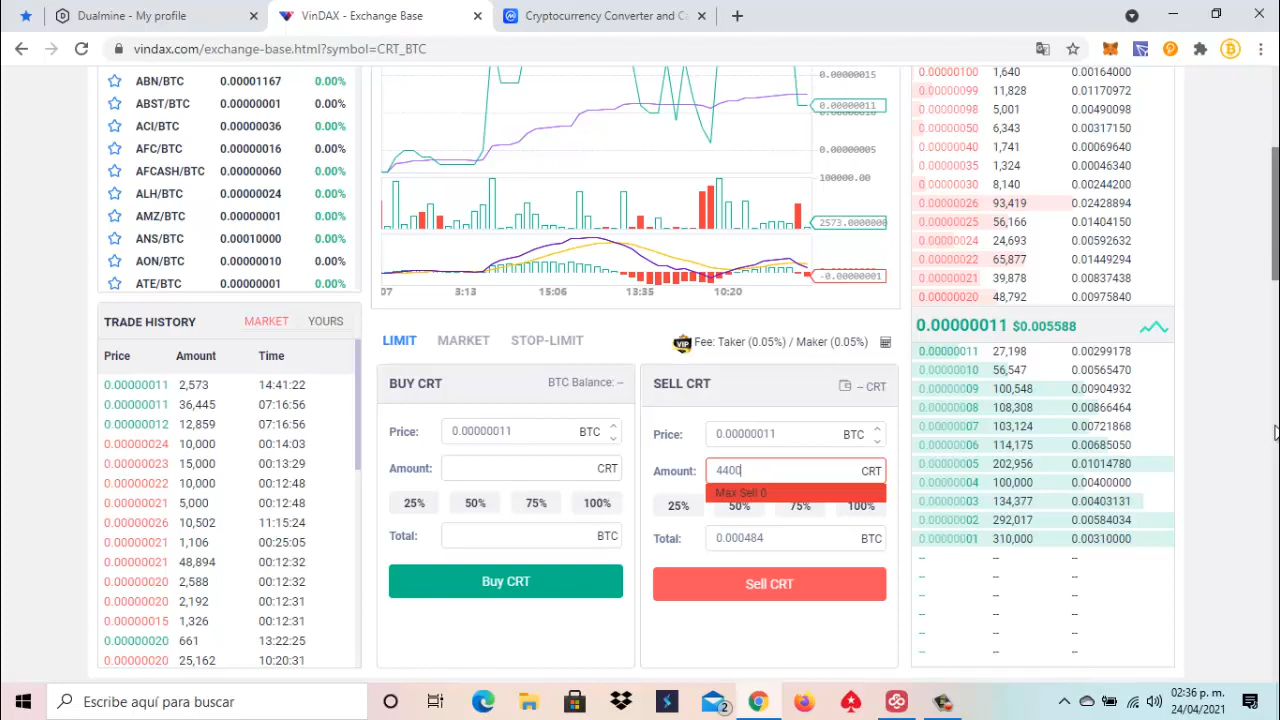 Dualmine - My profile
VinDAX - Exchange Base
Cryptocurrency Converter and Ca
vindax.com/exchange-base.html?symbol=CRT_BTC
ABN/BTC 0.00001167 0.00%
ABST/BTC 0.00000001 0.00%
ACI/BTC 0.00000036 0.00%
AFC/BTC 0.00000016 0.00%
AFCASH/BTC 0.00000060 0.00%
ALH/BTC 0.00000024 0.00%
AMZ/BTC 0.00000001 0.00%
ANS/BTC 0.00010000 0.00%
AON/BTC 0.00000010 0.00%
ATE/BTC 0.00000001 0.00%
TRADE HISTORY MARKET YOURS
Price Amount Time
0.00000011 2,573 14:41:22
0.00000011 36,445 07:16:56
0.00000012 12,859 07:16:56
0.00000024 10,000 00:14:03
0.00000023 15,000 00:13:29
0.00000022 10,000 00:12:48
0.00000021 5,000 00:12:48
0.00000026 10,502 11:15:24
0.00000021 1,106 00:25:05
0.00000021 48,894 00:12:32
0.00000020 2,588 00:12:32
0.00000020 2,192 00:12:31
0.00000015 1,326 00:12:31
0.00000020 661 13:22:25
0.00000020 25,162 10:20:31
0.00000015
0.00000011
0.00000010
0.00000005
100000.00
2573.0000000
-0.00000001
07 3:13 15:06 13:35 10:20
LIMIT MARKET STOP-LIMIT
VIP Fee: Taker (0.05%) / Maker (0.05%)
BUY CRT BTC Balance: --
Price: 0.00000011 BTC
Amount: CRT
25% 50% 75% 100%
Total: BTC
Buy CRT
SELL CRT -- CRT
Price: 0.00000011 BTC
Amount: 4400 CRT
Max Sell 0
25% 50% 75% 100%
Total: 0.000484 BTC
Sell CRT
0.00000100 1,640 0.00164000
0.00000099 11,828 0.01170972
0.00000098 5,001 0.00490098
0.00000050 6,343 0.00317150
0.00000040 1,741 0.00069640
0.00000035 1,324 0.00046340
0.00000030 8,140 0.00244200
0.00000026 93,419 0.02428894
0.00000025 56,166 0.01404150
0.00000024 24,693 0.00592632
0.00000022 65,877 0.01449294
0.00000021 39,878 0.00837438
0.00000020 48,792 0.00975840
0.00000011 $0.005588
0.00000011 27,198 0.00299178
0.00000010 56,547 0.00565470
0.00000009 100,548 0.00904932
0.00000008 108,308 0.00866464
0.00000007 103,124 0.00721868
0.00000006 114,175 0.00685050
0.00000005 202,956 0.01014780
0.00000004 100,000 0.00400000
0.00000003 134,377 0.00403131
0.00000002 292,017 0.00584034
0.00000001 310,000 0.00310000
-- -- --
-- -- --
-- -- --
-- -- --
-- -- --
-- -- --
Escribe aquí para buscar
2
02:36 p. m.
24/04/2021